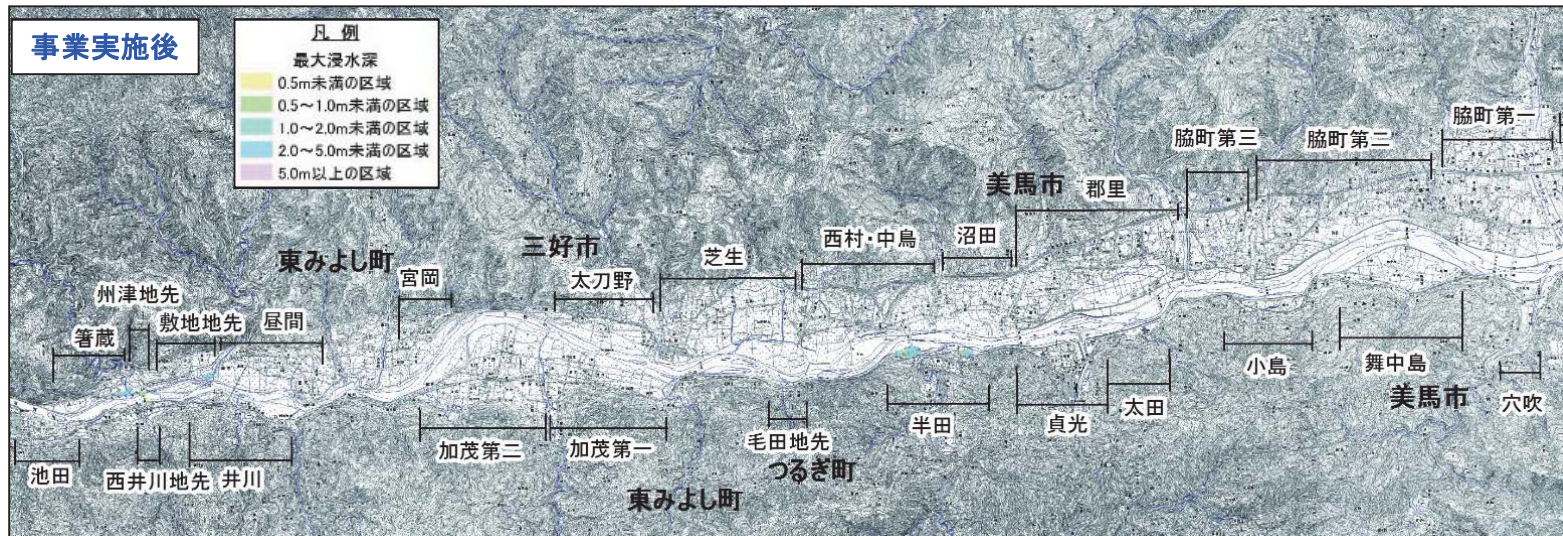 事業実施後
凡例
最大浸水深
0.5m未満の区域
0.5～1.0m未満の区域
1.0～2.0m未満の区域
2.0～5.0m未満の区域
5.0m以上の区域
脇町第一
脇町第二
脇町第三
美馬市
郡里
沼田
西村・中鳥
芝生
三好市
太刀野
東みよし町
宮岡
州津地先
敷地地先
昼間
箸蔵
池田
西井川地先
井川
加茂第二
加茂第一
東みよし町
毛田地先
つるぎ町
半田
貞光
太田
小島
舞中島
美馬市
穴吹